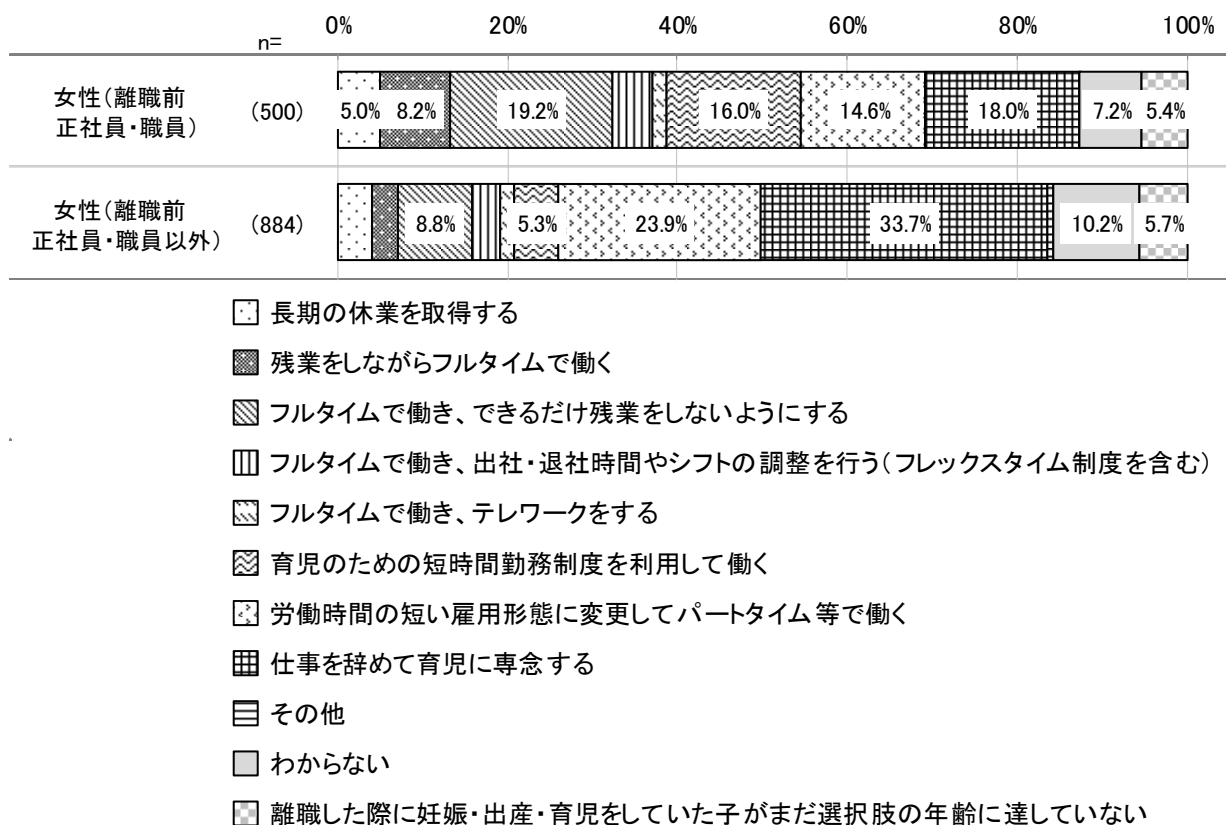 0% 20% 40% 60% 80% 100%
n=
女性(離職前
正社員・職員)
(500)
5.0% 8.2% 19.2% 16.0% 14.6% 18.0% 7.2% 5.4%
女性(離職前
正社員・職員以外)
(884)
8.8% 5.3% 23.9% 33.7% 10.2% 5.7%
長期の休業を取得する
残業をしながらフルタイムで働く
フルタイムで働き、できるだけ残業をしないようにする
フルタイムで働き、出社・退社時間やシフトの調整を行う(フレックスタイム制度を含む)
フルタイムで働き、テレワークをする
育児のための短時間勤務制度を利用して働く
労働時間の短い雇用形態に変更してパートタイム等で働く
仕事を辞めて育児に専念する
その他
わからない
離職した際に妊娠・出産・育児をしていた子がまだ選択肢の年齢に達していない